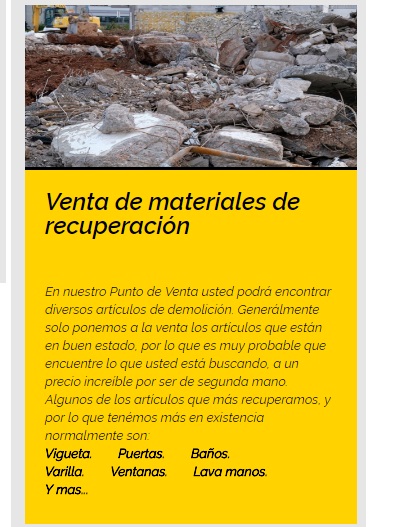 Venta de materiales de
recuperación
En nuestro Punto de Venta usted podrá encontrar
diversos artículos de demolición. Generálmente
solo ponemos a la venta los artículos que están
en buen estado, por lo que es muy probable que
encuentre lo que usted está buscando, a un
precio increíble por ser de segunda mano.
Algunos de los artículos que más recuperamos, y
por lo que tenémos más en existencia
normalmente son:
Vigueta. Puertas. Baños.
Varilla. Ventanas. Lava manos.
Y mas...